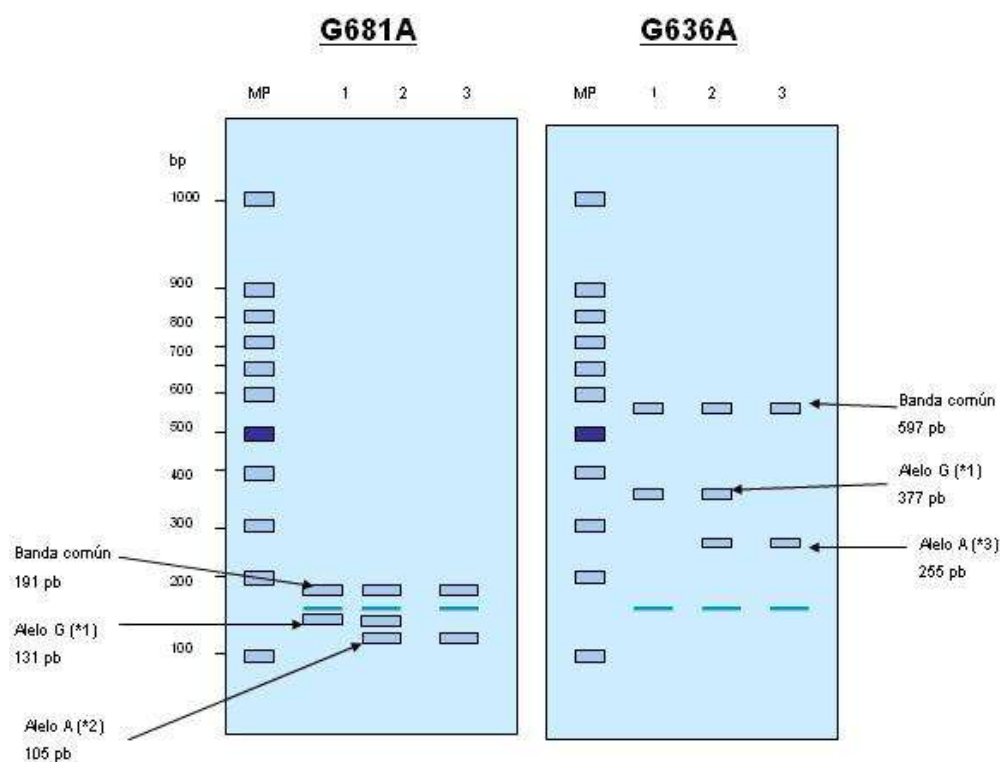 G681A
G636A
MP 1 2 3
MP 1 2 3
bp
1000
900
800
700
600
500
400
300
200
100
Banda común
191 pb
Alelo G (*1)
131 pb
Alelo A (*2)
105 pb
Banda común
597 pb
Alelo G (*1)
377 pb
Alelo A (*3)
255 pb